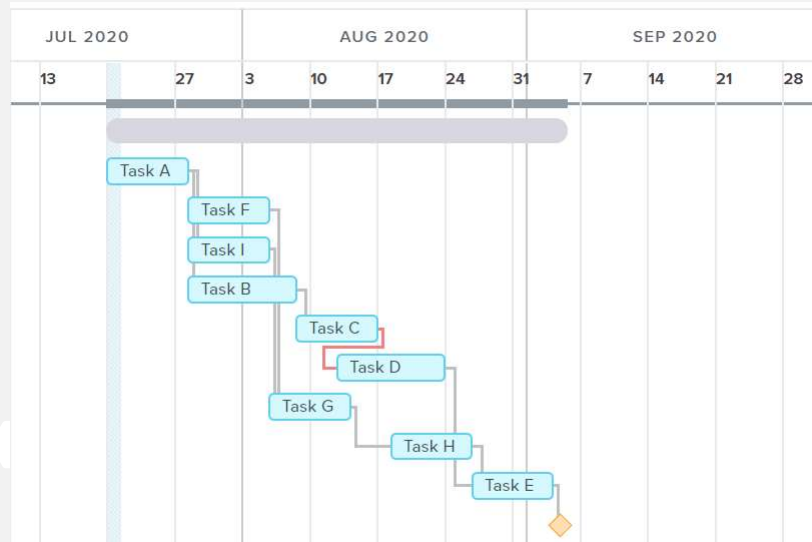 JUL 2020 AUG 2020 SEP 2020
13 27 3 10 17 24 31 7 14 21 28
Task A
Task F
Task I
Task B
Task C
Task D
Task G
Task H
Task E